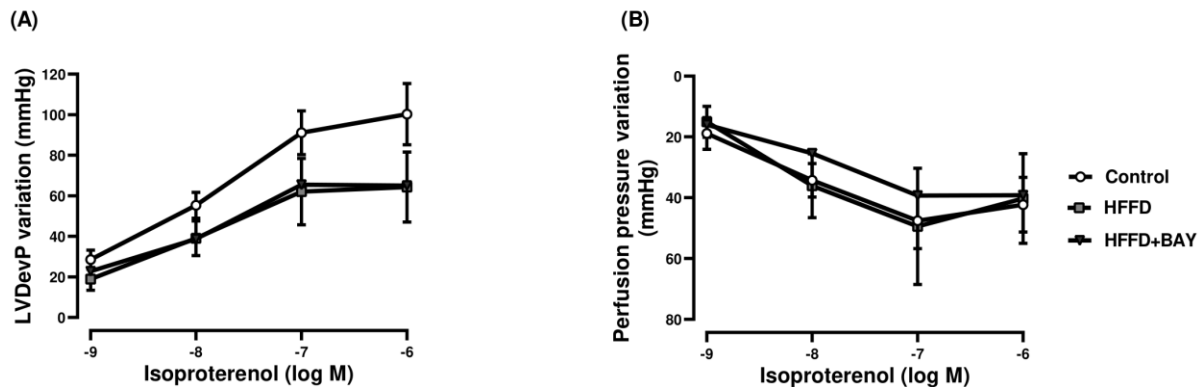 (A)
LVDevP variation (mmHg)
120
100
80
60
40
20
0
-9 -8 -7 -6
Isoproterenol (log M)
(B)
Perfusion pressure variation
(mmHg)
0
20
40
60
80
-9 -8 -7 -6
Isoproterenol (log M)
Control
HFFD
HFFD+BAY